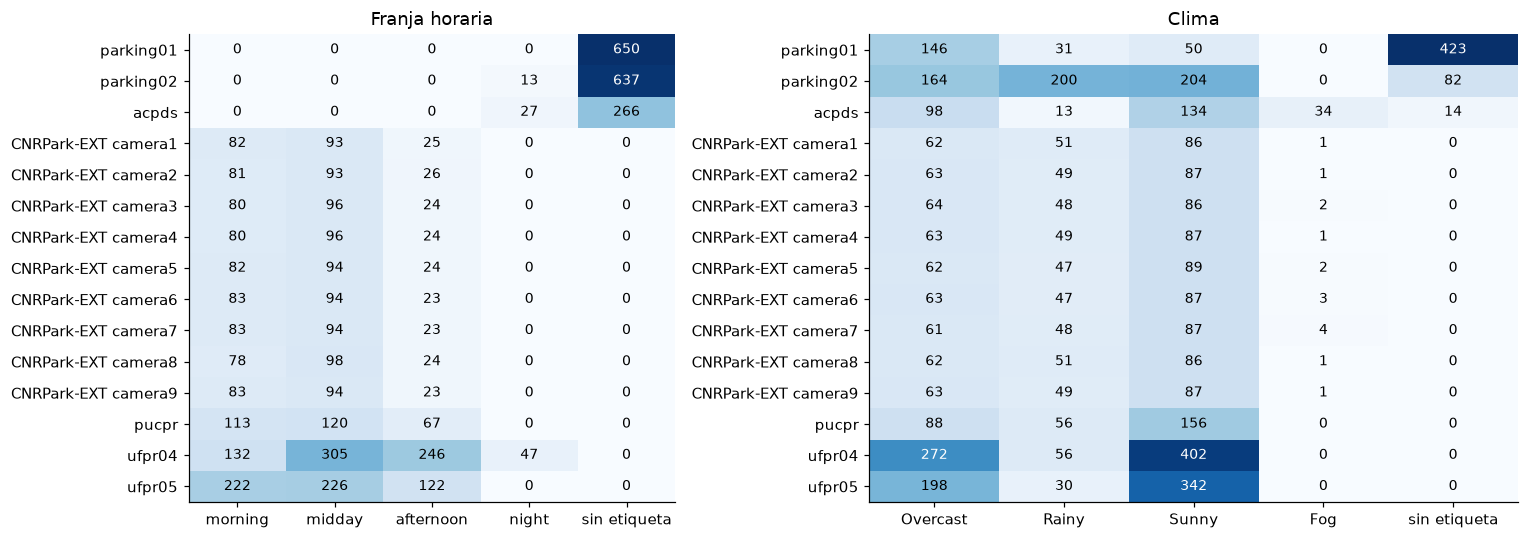 Franja horaria
parking01 0 0 0 0 650
parking02 0 0 0 13 637
acpds 0 0 0 27 266
CNRPark-EXT camera1 82 93 25 0 0
CNRPark-EXT camera2 81 93 26 0 0
CNRPark-EXT camera3 80 96 24 0 0
CNRPark-EXT camera4 80 96 24 0 0
CNRPark-EXT camera5 82 94 24 0 0
CNRPark-EXT camera6 83 94 23 0 0
CNRPark-EXT camera7 83 94 23 0 0
CNRPark-EXT camera8 78 98 24 0 0
CNRPark-EXT camera9 83 94 23 0 0
pucpr 113 120 67 0 0
ufpr04 132 305 246 47 0
ufpr05 222 226 122 0 0
morning midday afternoon night sin etiqueta
Clima
parking01 146 31 50 0 423
parking02 164 200 204 0 82
acpds 98 13 134 34 14
CNRPark-EXT camera1 62 51 86 1 0
CNRPark-EXT camera2 63 49 87 1 0
CNRPark-EXT camera3 64 48 86 2 0
CNRPark-EXT camera4 63 49 87 1 0
CNRPark-EXT camera5 62 47 89 2 0
CNRPark-EXT camera6 63 47 87 3 0
CNRPark-EXT camera7 61 48 87 4 0
CNRPark-EXT camera8 62 51 86 1 0
CNRPark-EXT camera9 63 49 87 1 0
pucpr 88 56 156 0 0
ufpr04 272 56 402 0 0
ufpr05 198 30 342 0 0
Overcast Rainy Sunny Fog sin etiqueta